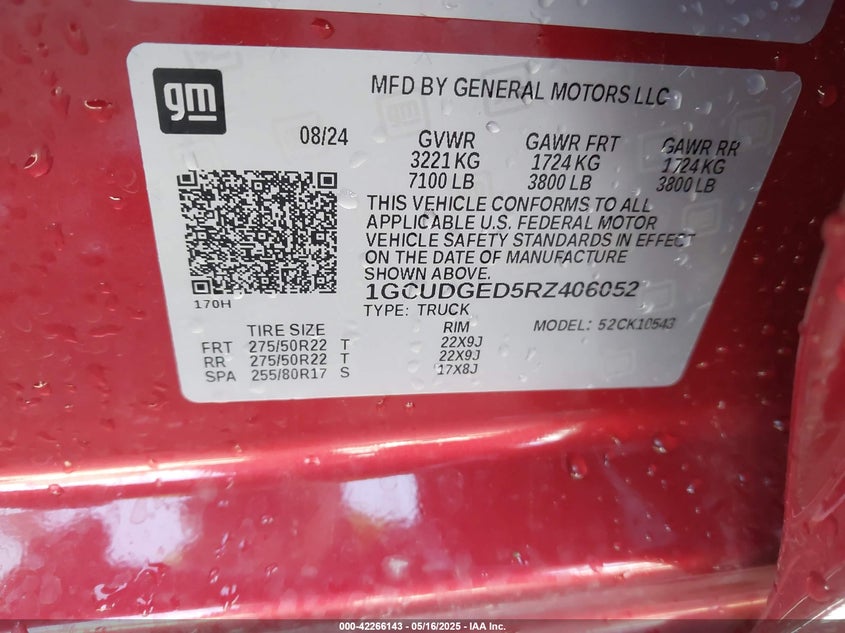 gm
MFD BY GENERAL MOTORS LLC
08/24 GVWR GAWR FRT GAWR RR
3221 KG 1724 KG 1724 KG
7100 LB 3800 LB 3800 LB
THIS VEHICLE CONFORMS TO ALL
APPLICABLE U.S. FEDERAL MOTOR
VEHICLE SAFETY STANDARDS IN EFFECT
ON THE DATE OF MANUFACTURE
SHOWN ABOVE.
170H
1GCUDGED5RZ406052
TYPE: TRUCK MODEL: 52CK10543
TIRE SIZE RIM
FRT 275/50R22 T 22X9J
RR 275/50R22 T 22X9J
SPA 255/80R17 S 17X8J
000-42266143 - 05/16/2025 - IAA Inc.